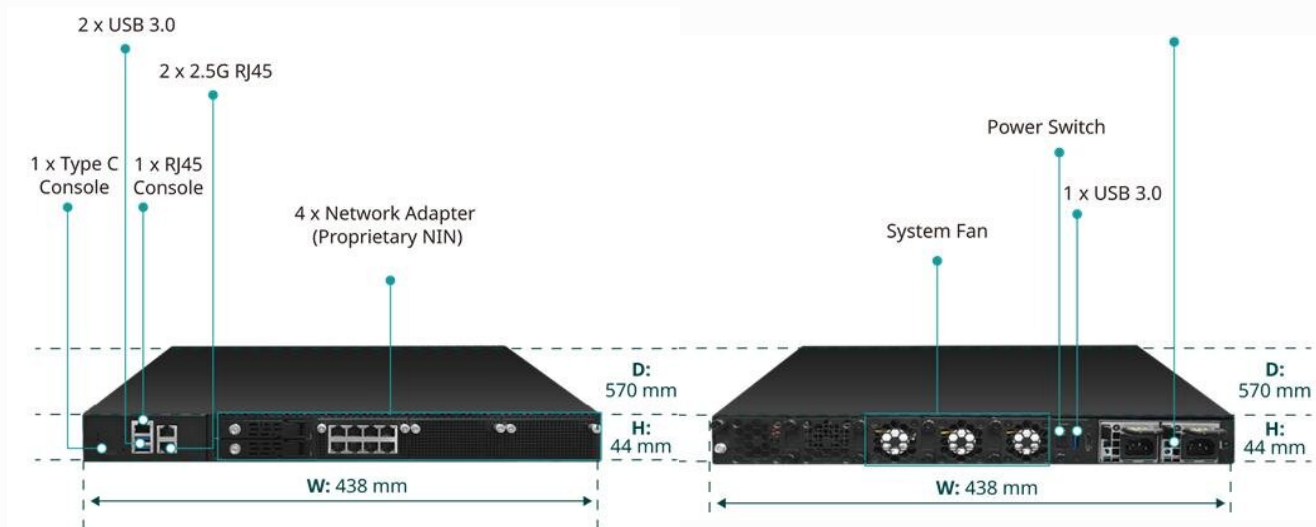 2 x USB 3.0
2 x 2.5G RJ45
1 x Type C
Console
1 x RJ45
Console
4 x Network Adapter
(Proprietary NIN)
D:
570 mm
H:
44 mm
W: 438 mm
Power Switch
1 x USB 3.0
System Fan
D:
570 mm
H:
44 mm
W: 438 mm